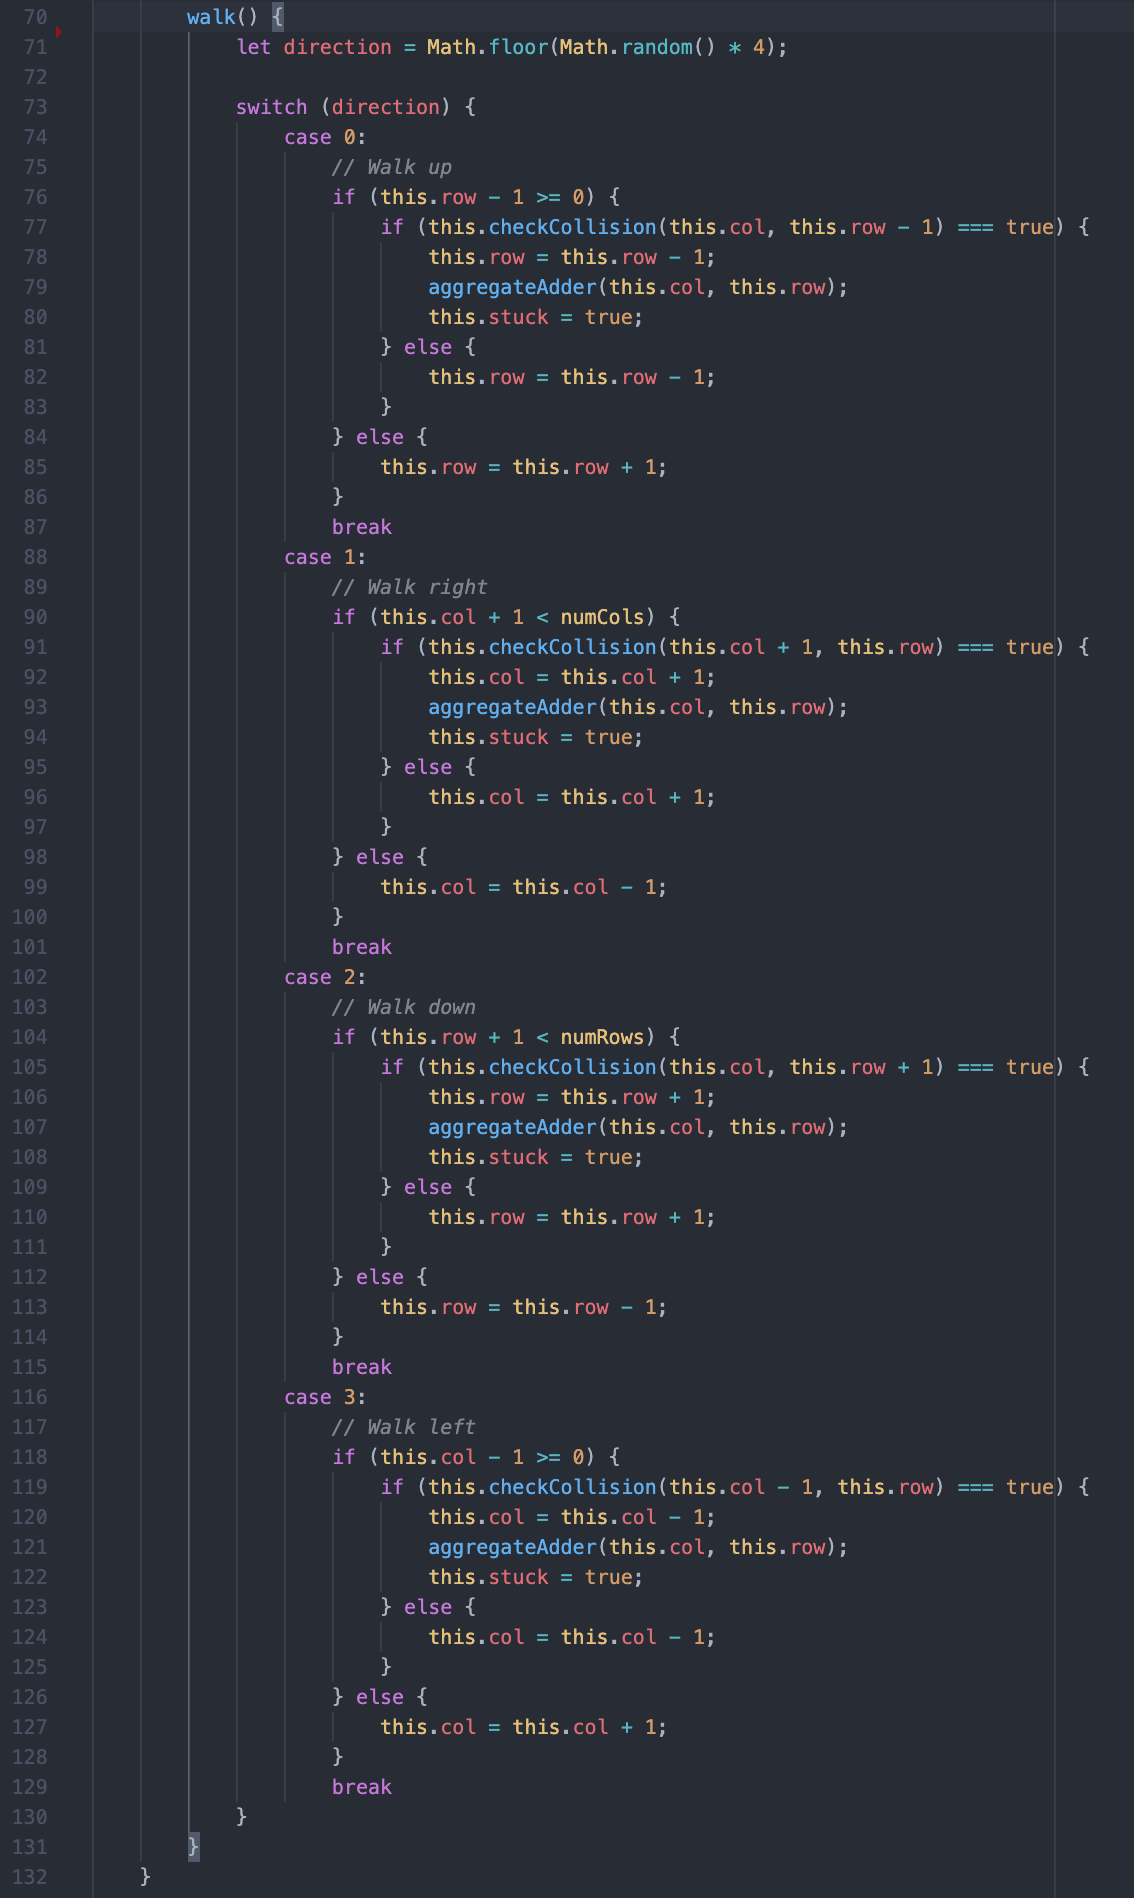 70 walk() {
71 let direction = Math.floor(Math.random() * 4);
72
73 switch (direction) {
74 case 0:
75 // Walk up
76 if (this.row - 1 >= 0) {
77 if (this.checkCollision(this.col, this.row - 1) === true) {
78 this.row = this.row - 1;
79 aggregateAdder(this.col, this.row);
80 this.stuck = true;
81 } else {
82 this.row = this.row - 1;
83 }
84 } else {
85 this.row = this.row + 1;
86 }
87 break
88 case 1:
89 // Walk right
90 if (this.col + 1 < numCols) {
91 if (this.checkCollision(this.col + 1, this.row) === true) {
92 this.col = this.col + 1;
93 aggregateAdder(this.col, this.row);
94 this.stuck = true;
95 } else {
96 this.col = this.col + 1;
97 }
98 } else {
99 this.col = this.col - 1;
100 }
101 break
102 case 2:
103 // Walk down
104 if (this.row + 1 < numRows) {
105 if (this.checkCollision(this.col, this.row + 1) === true) {
106 this.row = this.row + 1;
107 aggregateAdder(this.col, this.row);
108 this.stuck = true;
109 } else {
110 this.row = this.row + 1;
111 }
112 } else {
113 this.row = this.row - 1;
114 }
115 break
116 case 3:
117 // Walk left
118 if (this.col - 1 >= 0) {
119 if (this.checkCollision(this.col - 1, this.row) === true) {
120 this.col = this.col - 1;
121 aggregateAdder(this.col, this.row);
122 this.stuck = true;
123 } else {
124 this.col = this.col - 1;
125 }
126 } else {
127 this.col = this.col + 1;
128 }
129 break
130 }
131 }
132 }